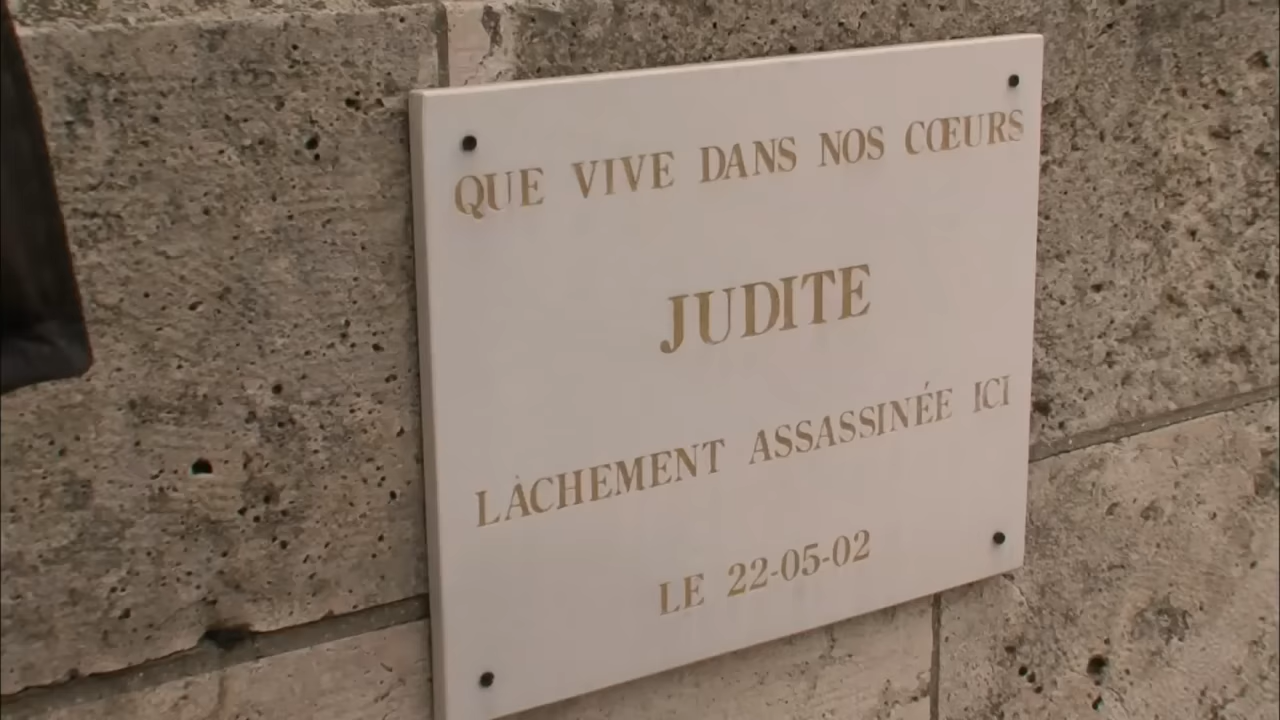 QUE VIVE DANS NOS CŒURS
JUDITE
LÂCHEMENT ASSASSINÉE ICI
LE 22-05-02